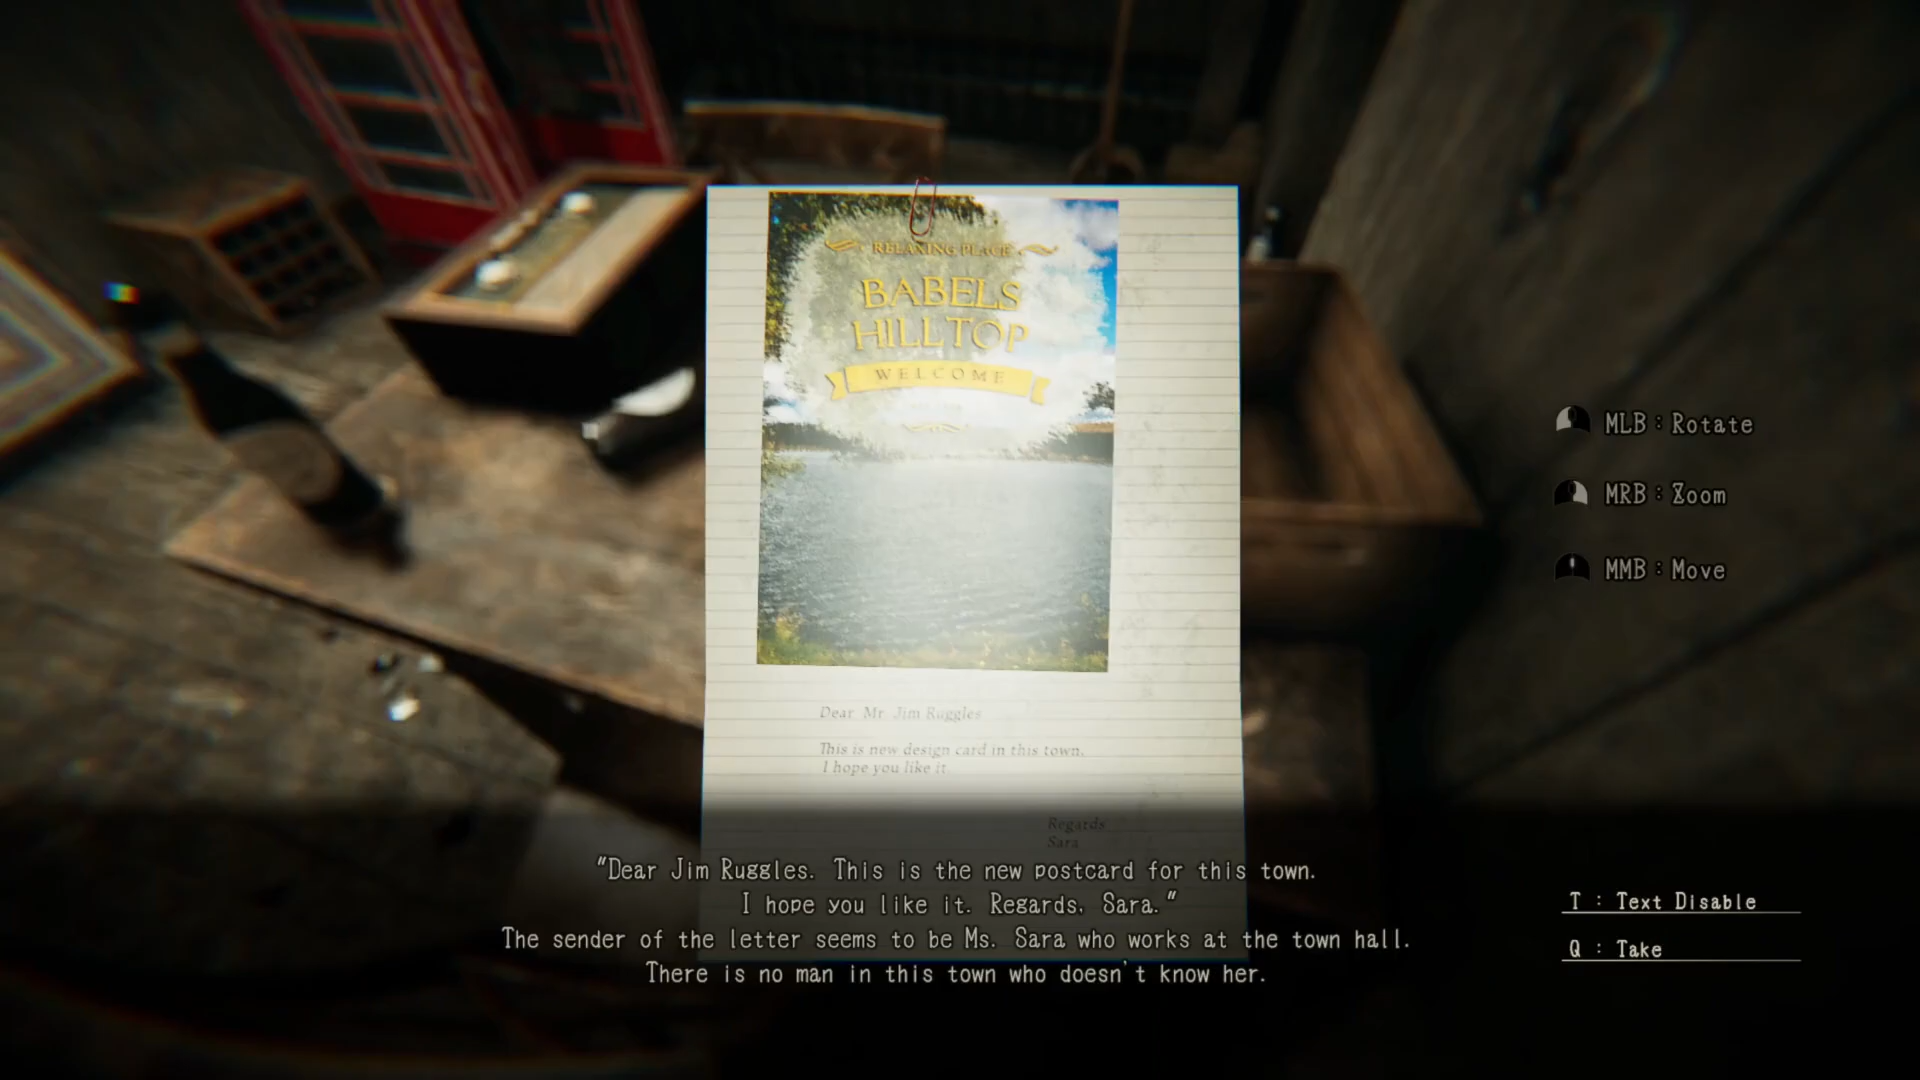 RELAXING PLACE
BABELS
HILLTOP
WELCOME
Dear Mr Jim Ruggles
This is new design card in this town.
I hope you like it.
Regards
Sara
"Dear Jim Ruggles. This is the new postcard for this town.
I hope you like it. Regards, Sara."
The sender of the letter seems to be Ms. Sara who works at the town hall.
There is no man in this town who doesn't know her.
MLB : Rotate
MRB : Zoom
MMB : Move
T : Text Disable
Q : Take